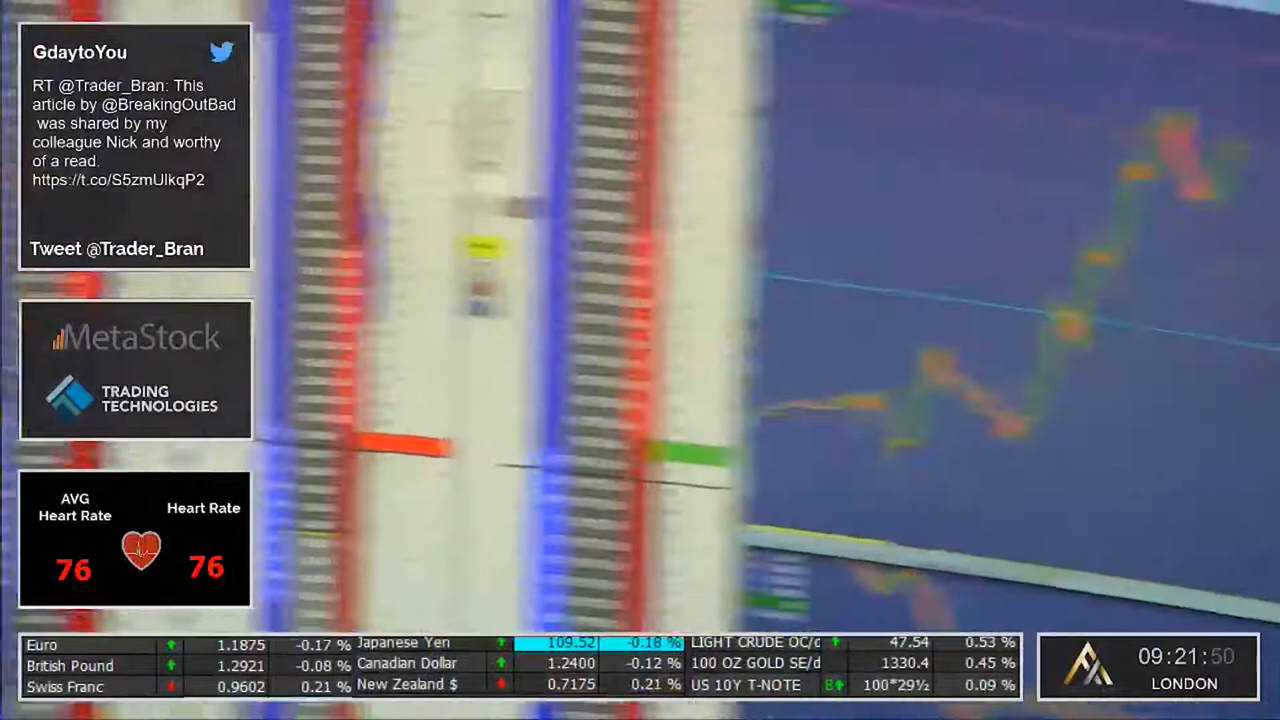 GdaytoYou
RT @Trader_Bran: This
article by @BreakingOutBad
was shared by my
colleague Nick and worthy
of a read.
https://t.co/S5zmUlkqP2
Tweet @Trader_Bran
MetaStock
TRADING
TECHNOLOGIES
AVG
Heart Rate
Heart Rate
76
76
Euro 1.1875 -0.17 %
British Pound 1.2921 -0.08 %
Swiss Franc 0.9602 0.21 %
Japanese Yen 109.52 -0.18 %
Canadian Dollar 1.2400 -0.12 %
New Zealand $ 0.7175 0.21 %
LIGHT CRUDE OC/ 47.54 0.53 %
100 OZ GOLD SE/d 1330.4 0.45 %
US 10Y T-NOTE B 100*29½ 0.09 %
09:21:50
LONDON